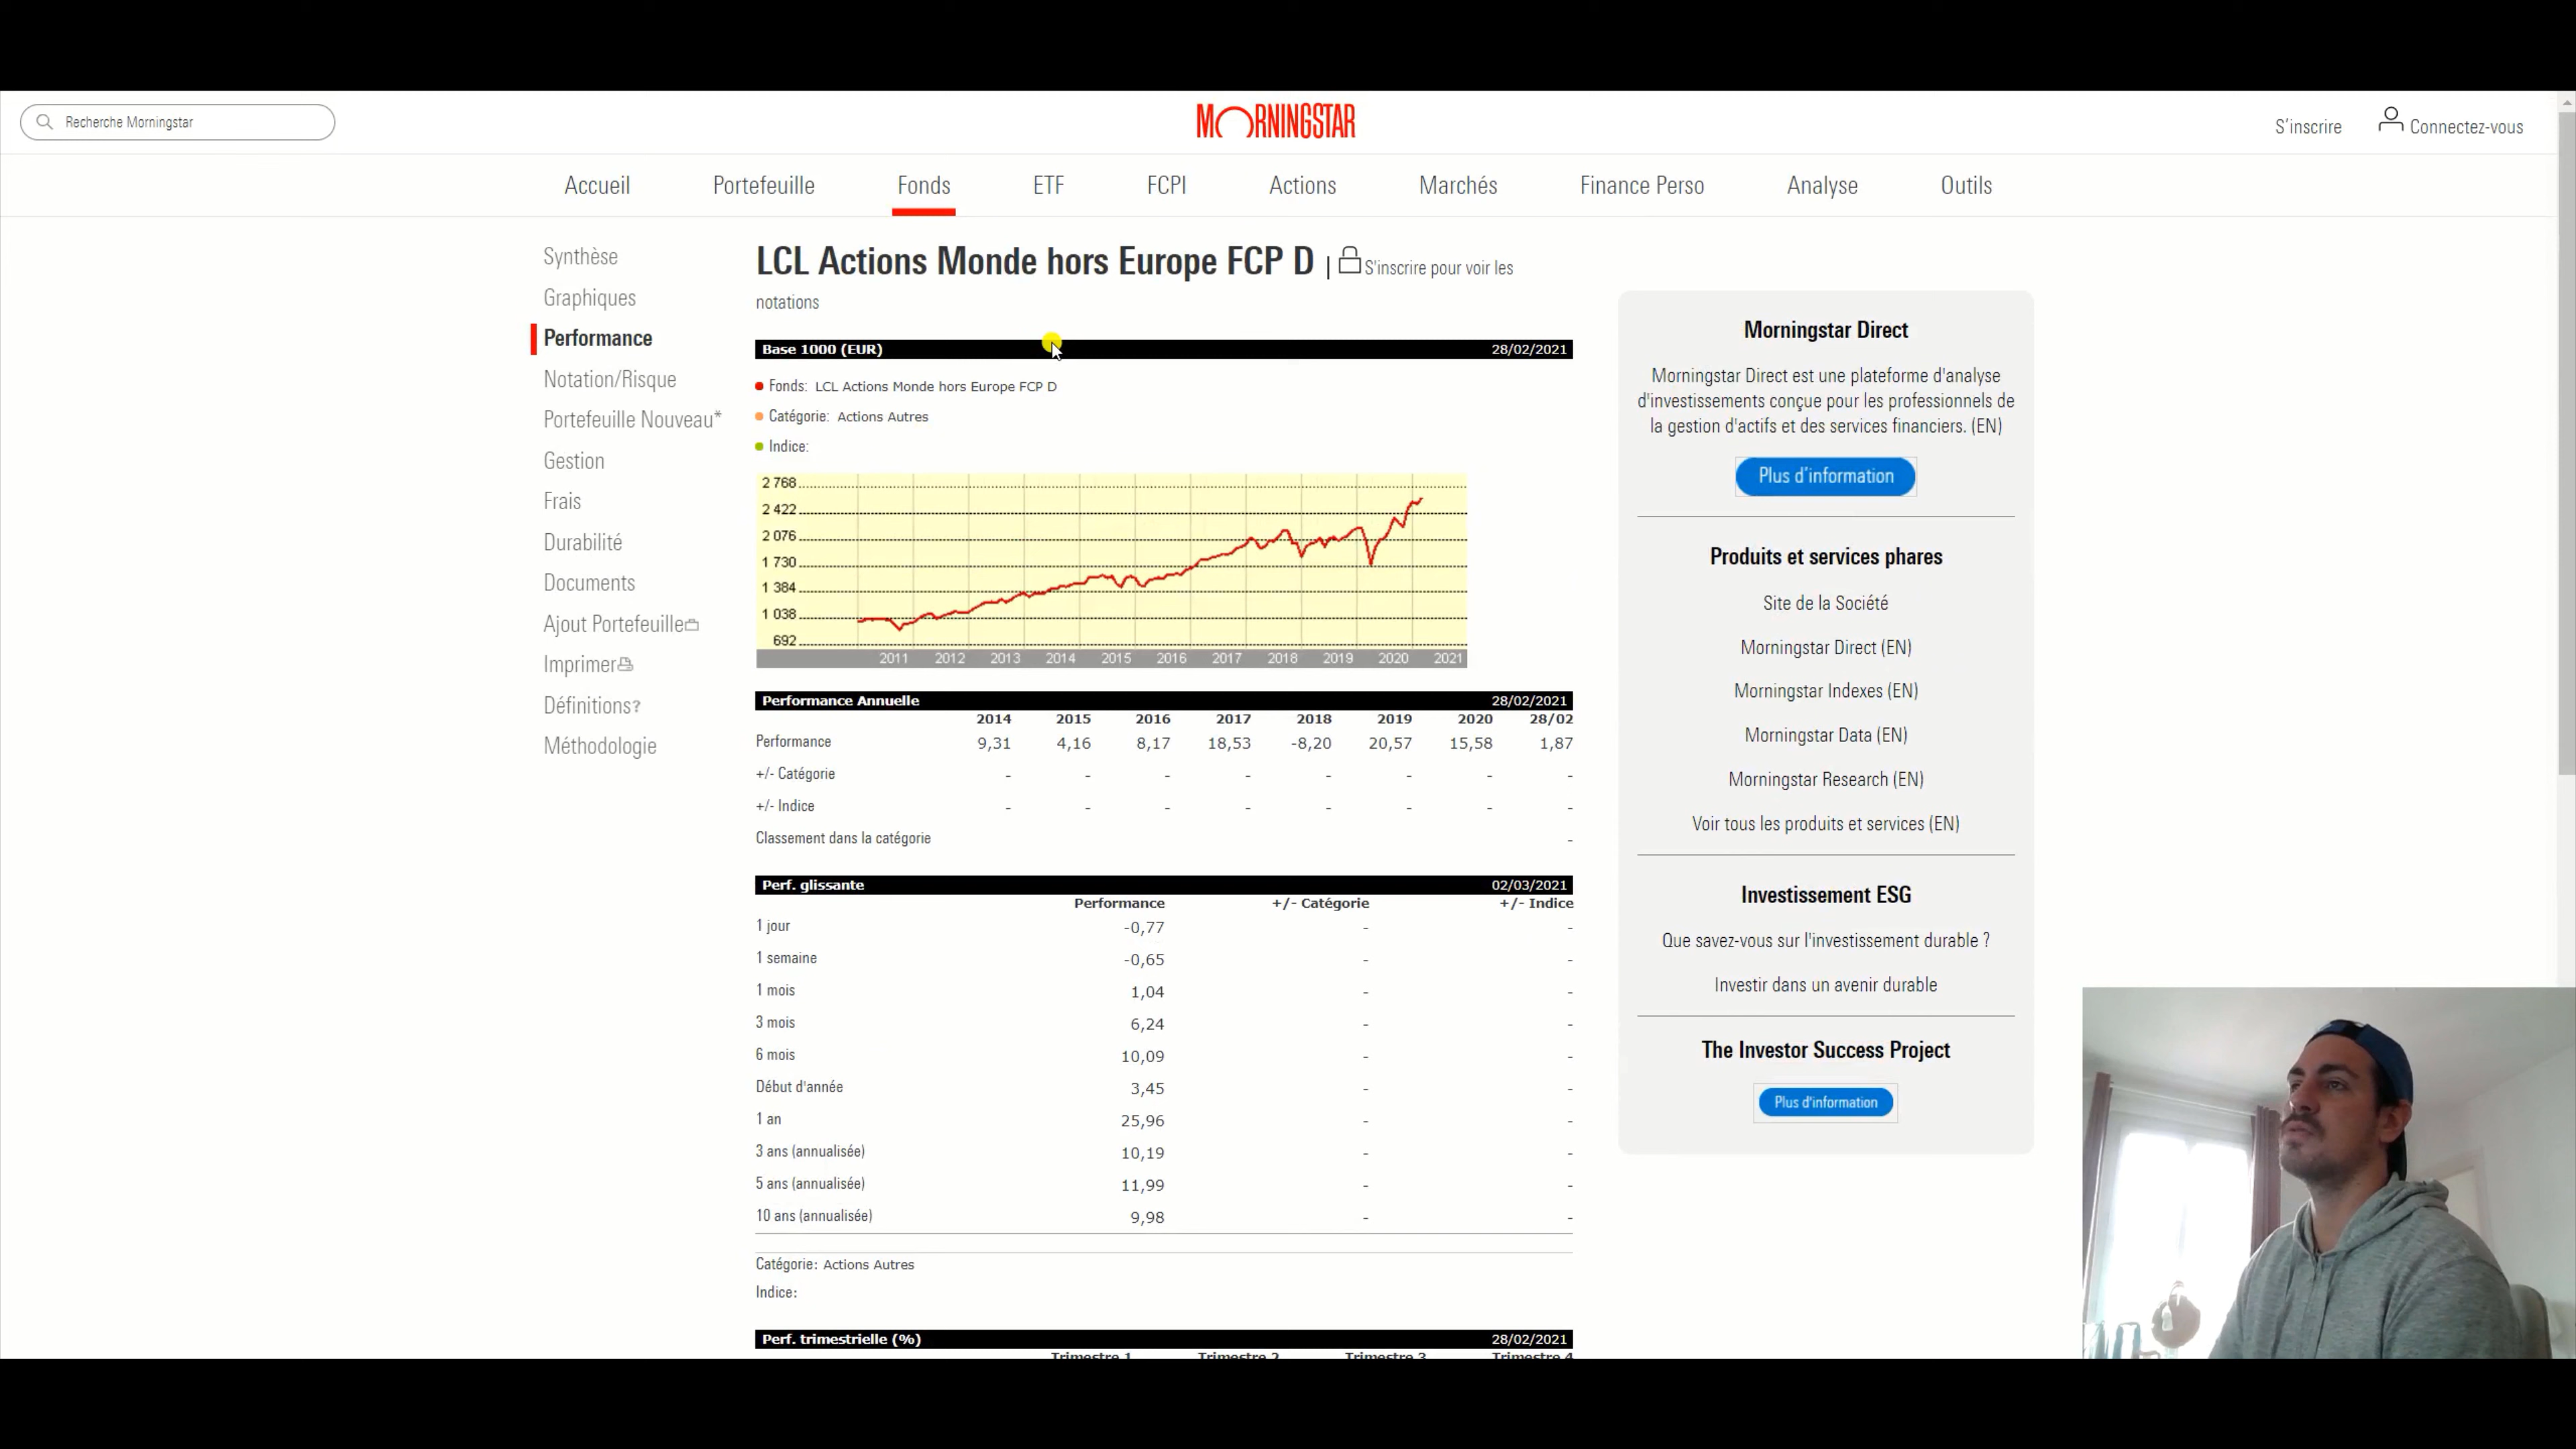 Recherche Morningstar
MORNINGSTAR
S'inscrire
Connectez-vous
Accueil Portefeuille Fonds ETF FCPI Actions Marchés Finance Perso Analyse Outils
Synthèse
Graphiques
Performance
Notation/Risque
Portefeuille Nouveau*
Gestion
Frais
Durabilité
Documents
Ajout Portefeuille
Imprimer
Définitions?
Méthodologie
LCL Actions Monde hors Europe FCP D | S'inscrire pour voir les
notations
Base 1000 (EUR) 28/02/2021
Fonds: LCL Actions Monde hors Europe FCP D
Catégorie: Actions Autres
Indice:
2 768
2 422
2 076
1 730
1 384
1 038
692
2011 2012 2013 2014 2015 2016 2017 2018 2019 2020 2021
Performance Annuelle 28/02/2021
2014 2015 2016 2017 2018 2019 2020 28/02
Performance 9,31 4,16 8,17 18,53 -8,20 20,57 15,58 1,87
+/- Catégorie - - - - - - - -
+/- Indice - - - - - - - -
Classement dans la catégorie -
Perf. glissante 02/03/2021
Performance +/- Catégorie +/- Indice
1 jour -0,77 - -
1 semaine -0,65 - -
1 mois 1,04 - -
3 mois 6,24 - -
6 mois 10,09 - -
Début d'année 3,45 - -
1 an 25,96 - -
3 ans (annualisée) 10,19 - -
5 ans (annualisée) 11,99 - -
10 ans (annualisée) 9,98 - -
Catégorie: Actions Autres
Indice:
Perf. trimestrielle (%) 28/02/2021
Trimestre 1 Trimestre 2 Trimestre 3 Trimestre 4
Morningstar Direct
Morningstar Direct est une plateforme d'analyse
d'investissements conçue pour les professionnels de
la gestion d'actifs et des services financiers. (EN)
Plus d'information
Produits et services phares
Site de la Société
Morningstar Direct (EN)
Morningstar Indexes (EN)
Morningstar Data (EN)
Morningstar Research (EN)
Voir tous les produits et services (EN)
Investissement ESG
Que savez-vous sur l'investissement durable ?
Investir dans un avenir durable
The Investor Success Project
Plus d'information